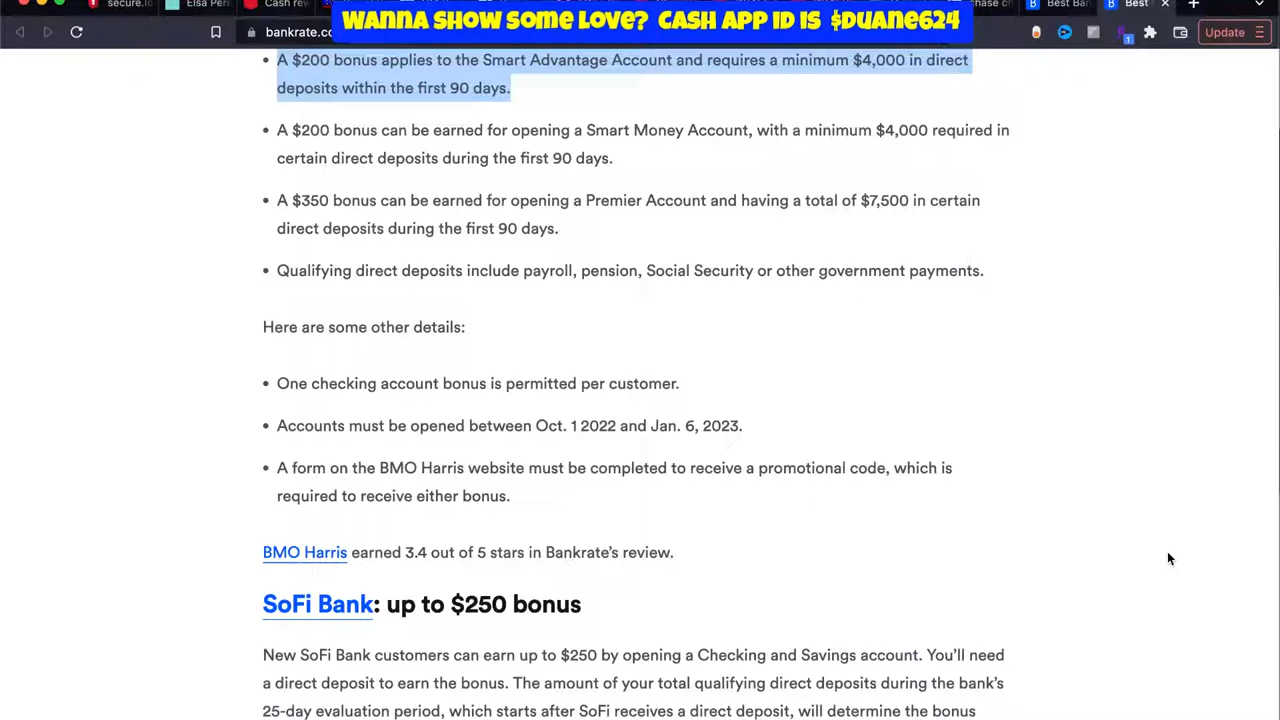 secure.le
Elsa Pere
Cash rew
chase c
Best Ban
Best
WANNA SHOW SOME LOVE? CASH APP ID IS $DUANE624
bankrate.co
Update
A $200 bonus applies to the Smart Advantage Account and requires a minimum $4,000 in direct
deposits within the first 90 days.
A $200 bonus can be earned for opening a Smart Money Account, with a minimum $4,000 required in
certain direct deposits during the first 90 days.
A $350 bonus can be earned for opening a Premier Account and having a total of $7,500 in certain
direct deposits during the first 90 days.
Qualifying direct deposits include payroll, pension, Social Security or other government payments.
Here are some other details:
One checking account bonus is permitted per customer.
Accounts must be opened between Oct. 1 2022 and Jan. 6, 2023.
A form on the BMO Harris website must be completed to receive a promotional code, which is
required to receive either bonus.
BMO Harris earned 3.4 out of 5 stars in Bankrate’s review.
SoFi Bank: up to $250 bonus
New SoFi Bank customers can earn up to $250 by opening a Checking and Savings account. You’ll need
a direct deposit to earn the bonus. The amount of your total qualifying direct deposits during the bank’s
25-day evaluation period, which starts after SoFi receives a direct deposit, will determine the bonus